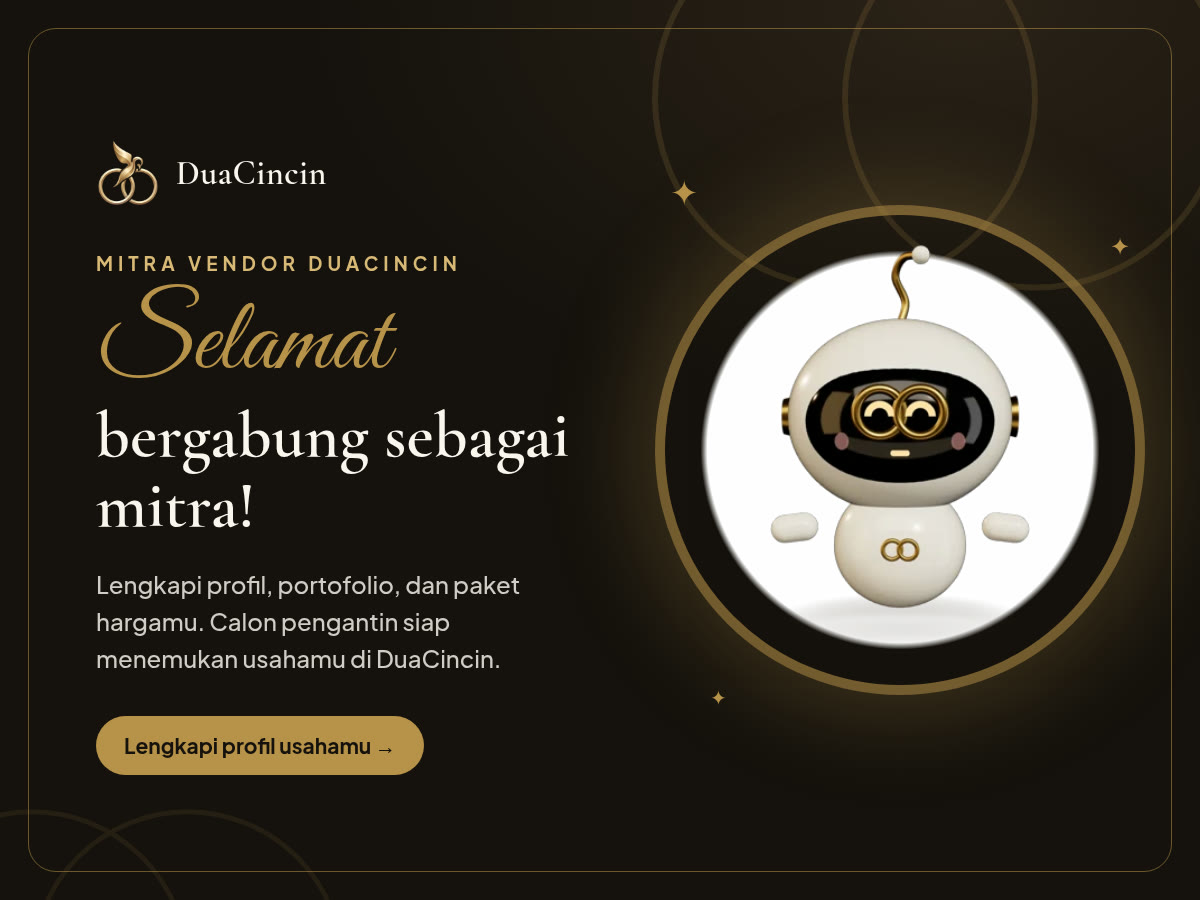 DuaCincin
MITRA VENDOR DUACINCIN
Selamat
bergabung sebagai
mitra!
Lengkapi profil, portofolio, dan paket
hargamu. Calon pengantin siap
menemukan usahamu di DuaCincin.
Lengkapi profil usahamu →